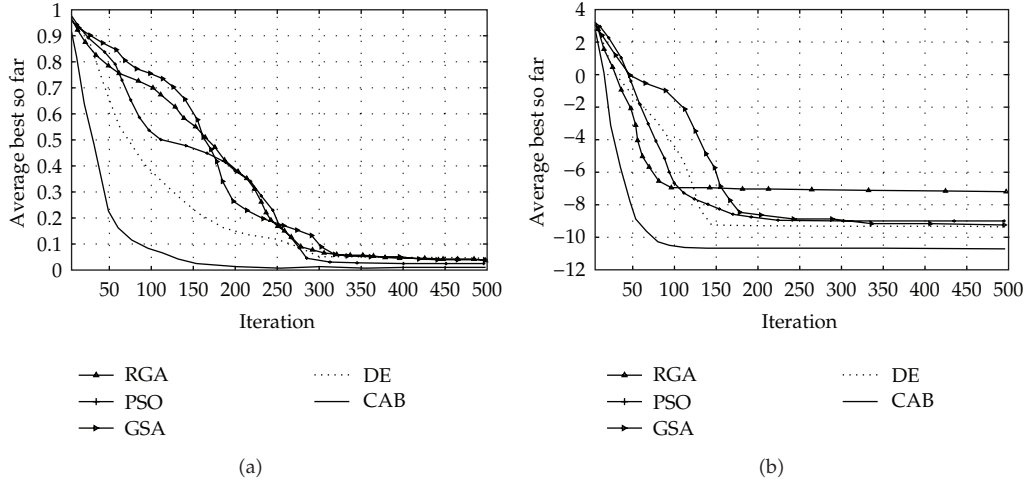 1
0.9
0.8
0.7
0.6
0.5
0.4
0.3
0.2
0.1
0
Average best so far
50 100 150 200 250 300 350 400 450 500
Iteration
RGA
PSO
GSA
DE
CAB
(a)
4
2
0
−2
−4
−6
−8
−10
−12
Average best so far
50 100 150 200 250 300 350 400 450 500
Iteration
RGA
PSO
GSA
DE
CAB
(b)